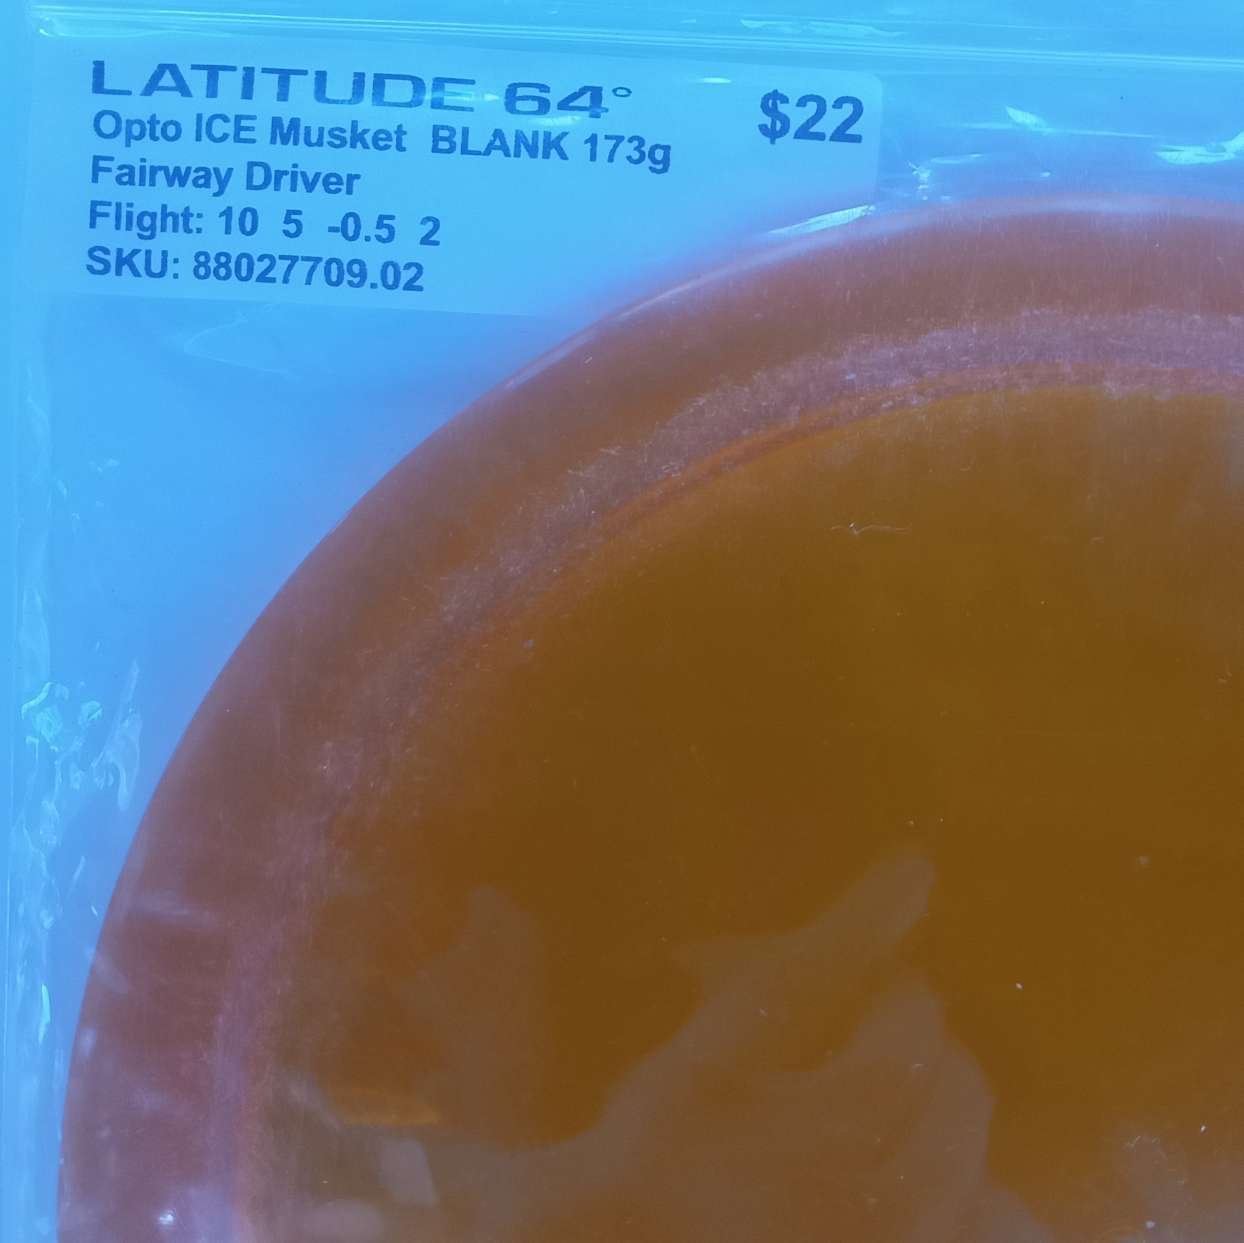 LATITUDE 64°
$22
Opto ICE Musket BLANK 173g
Fairway Driver
Flight: 10 5 -0.5 2
SKU: 88027709.02